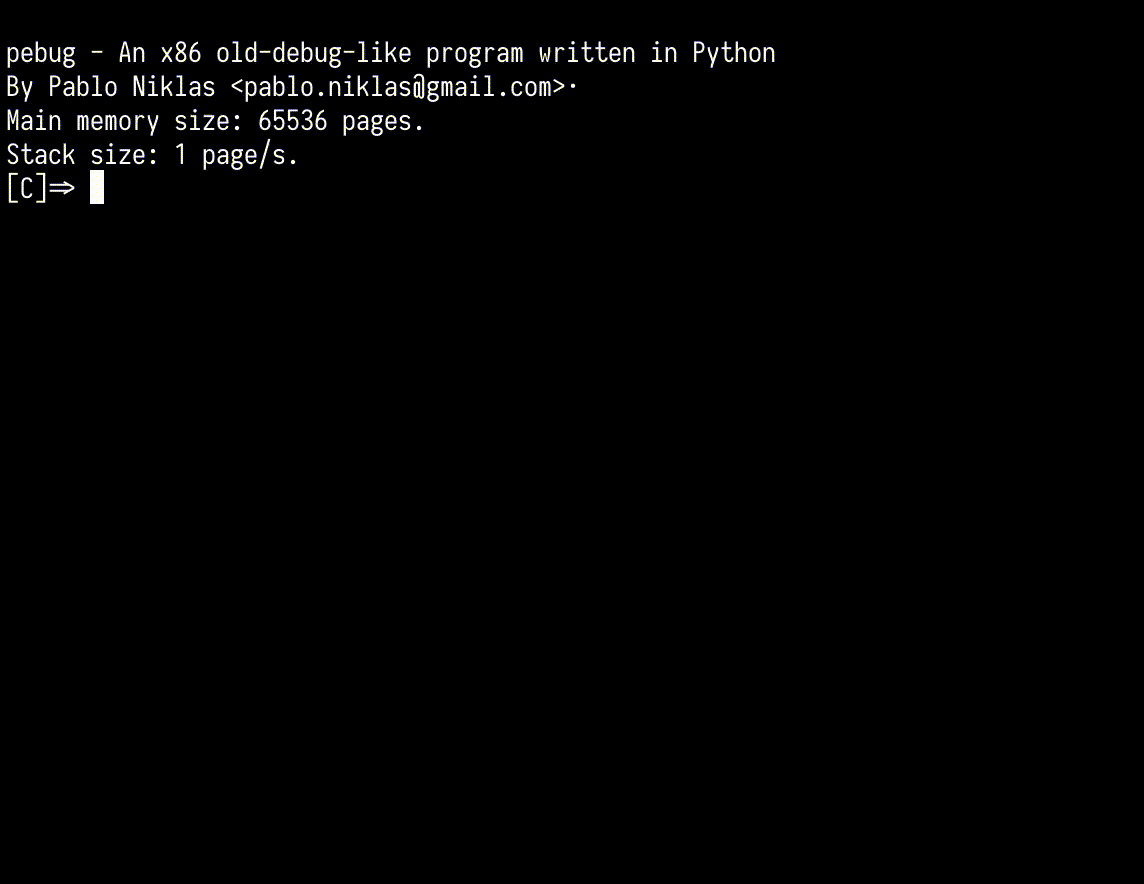 pebug - An x86 old-debug-like program written in Python
By Pablo Niklas <pablo.niklas@gmail.com>·
Main memory size: 65536 pages.
Stack size: 1 page/s.
[C]=>